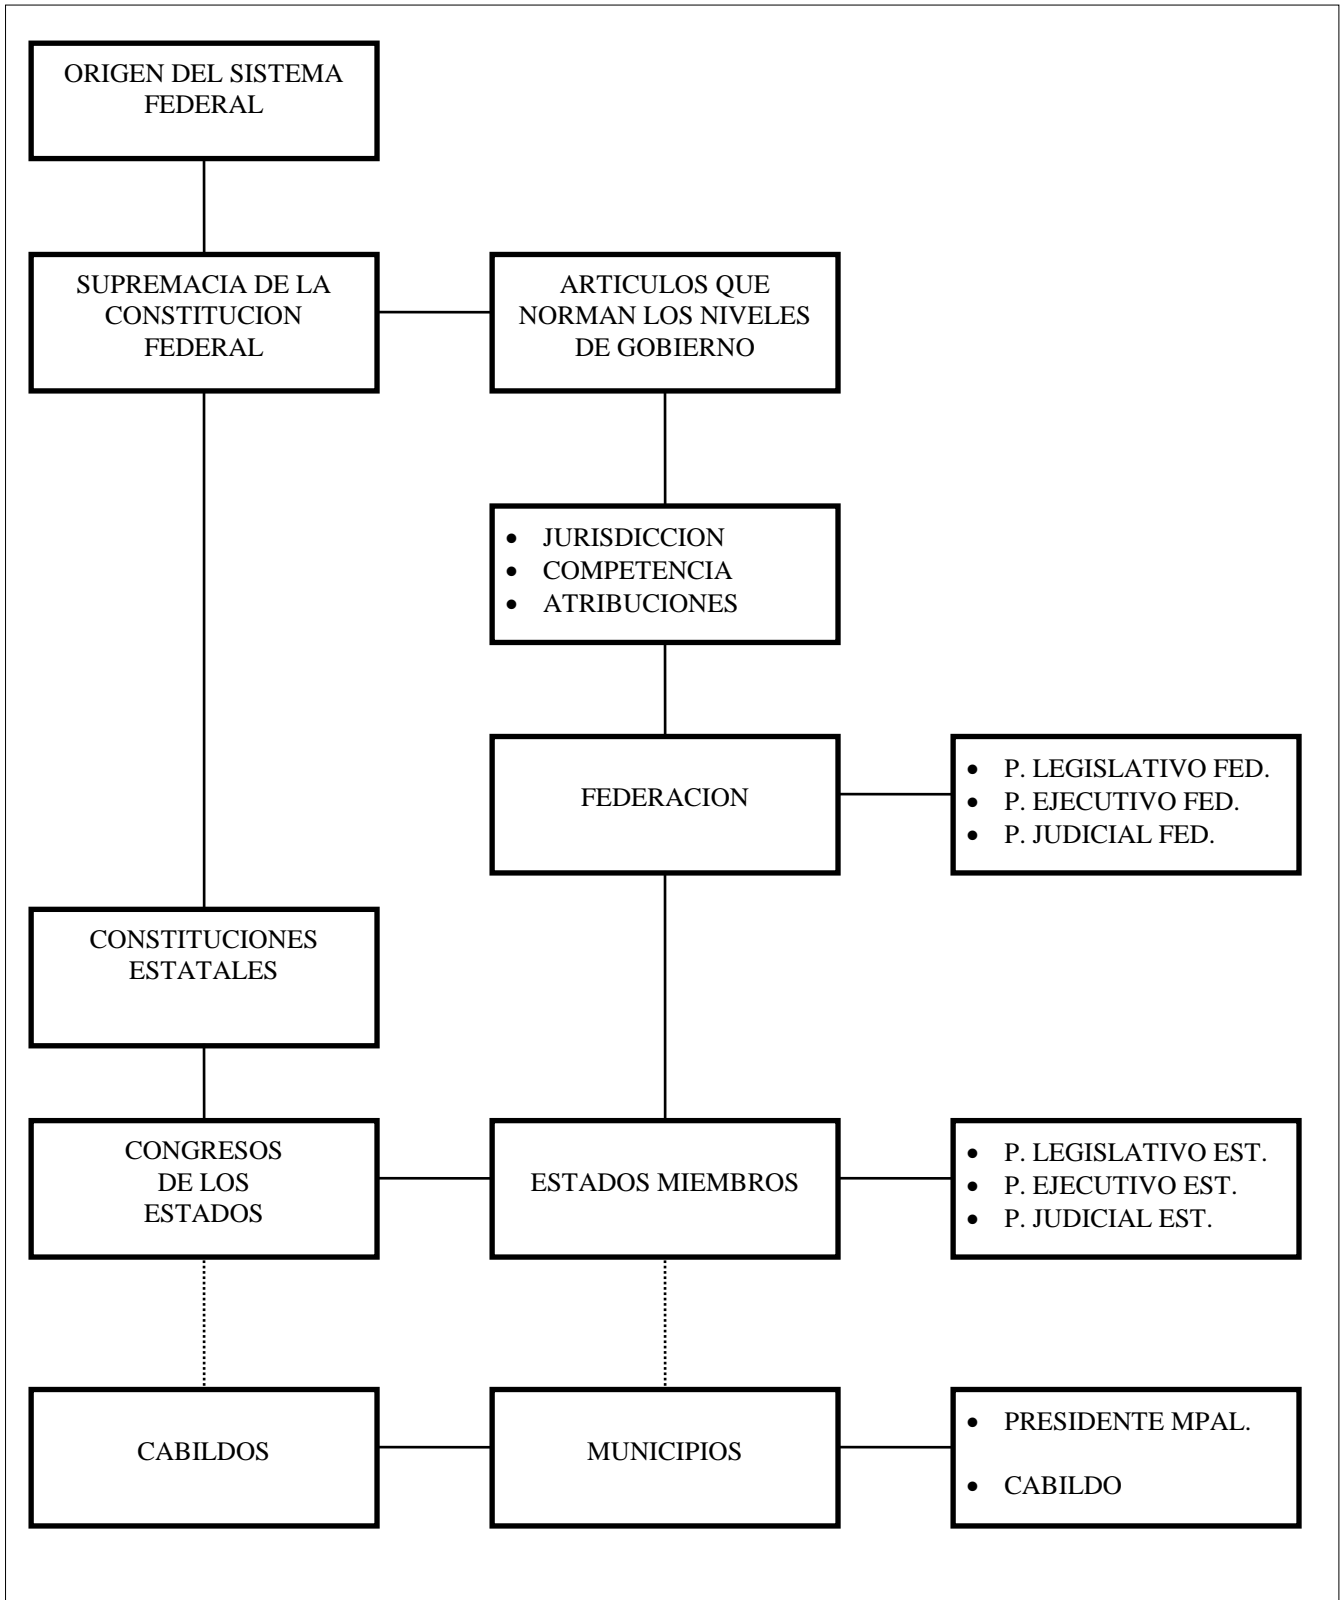 ORIGEN DEL SISTEMA
FEDERAL
SUPREMACIA DE LA
CONSTITUCION
FEDERAL
ARTICULOS QUE
NORMAN LOS NIVELES
DE GOBIERNO
• JURISDICCION
• COMPETENCIA
• ATRIBUCIONES
FEDERACION
• P. LEGISLATIVO FED.
• P. EJECUTIVO FED.
• P. JUDICIAL FED.
CONSTITUCIONES
ESTATALES
CONGRESOS
DE LOS
ESTADOS
ESTADOS MIEMBROS
• P. LEGISLATIVO EST.
• P. EJECUTIVO EST.
• P. JUDICIAL EST.
CABILDOS
MUNICIPIOS
• PRESIDENTE MPAL.
• CABILDO